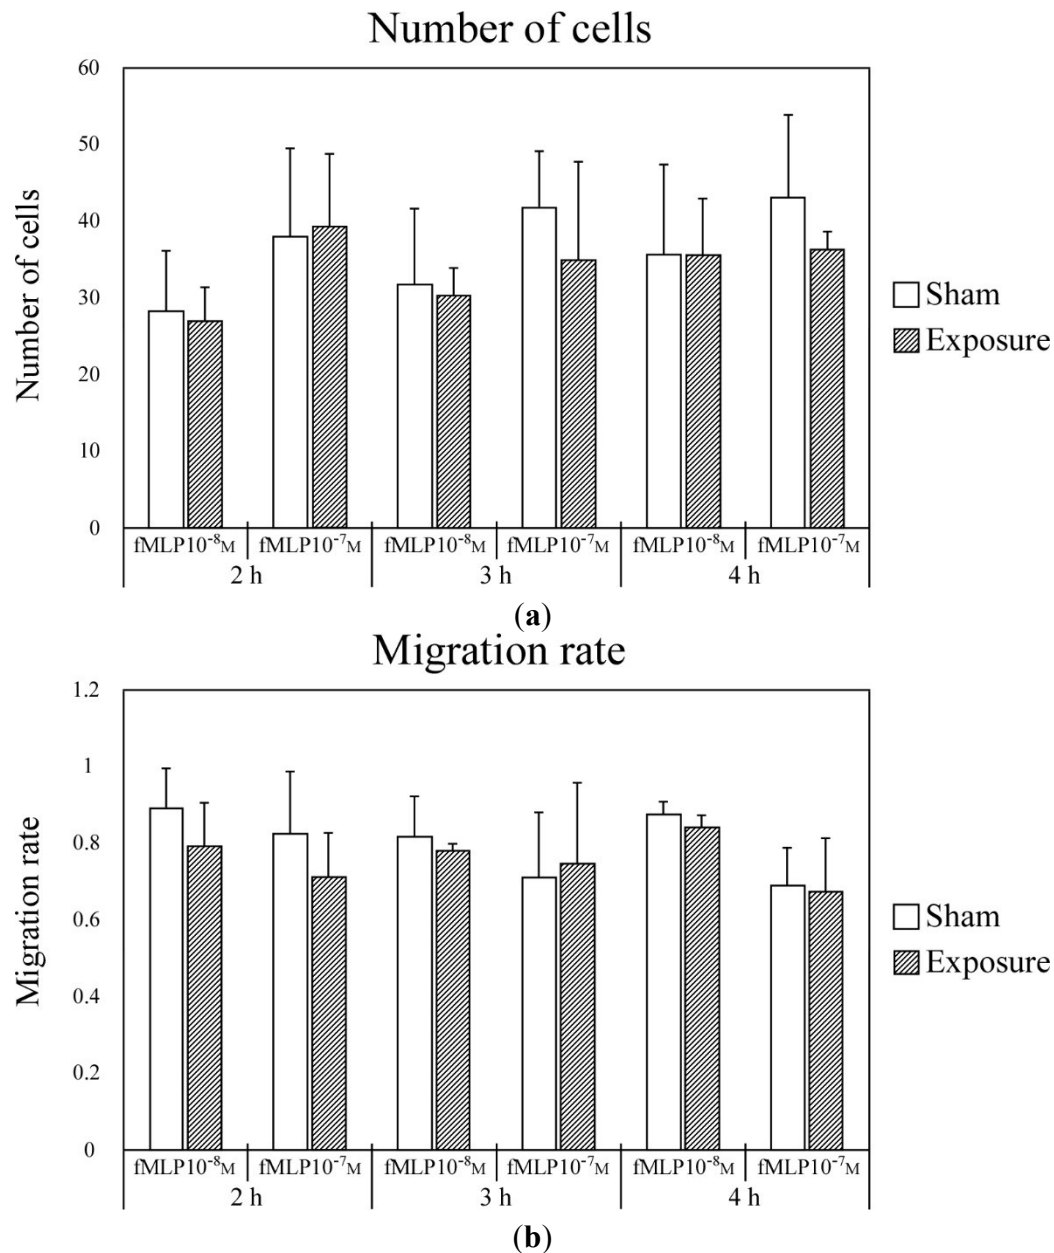 Number of cells
60
50
40
30
20
10
0
Number of cells
Sham
Exposure
fMLP10⁻⁸M fMLP10⁻⁷M fMLP10⁻⁸M fMLP10⁻⁷M fMLP10⁻⁸M fMLP10⁻⁷M
2 h 3 h 4 h
(a)
Migration rate
1.2
1
0.8
0.6
0.4
0.2
0
Migration rate
Sham
Exposure
fMLP10⁻⁸M fMLP10⁻⁷M fMLP10⁻⁸M fMLP10⁻⁷M fMLP10⁻⁸M fMLP10⁻⁷M
2 h 3 h 4 h
(b)